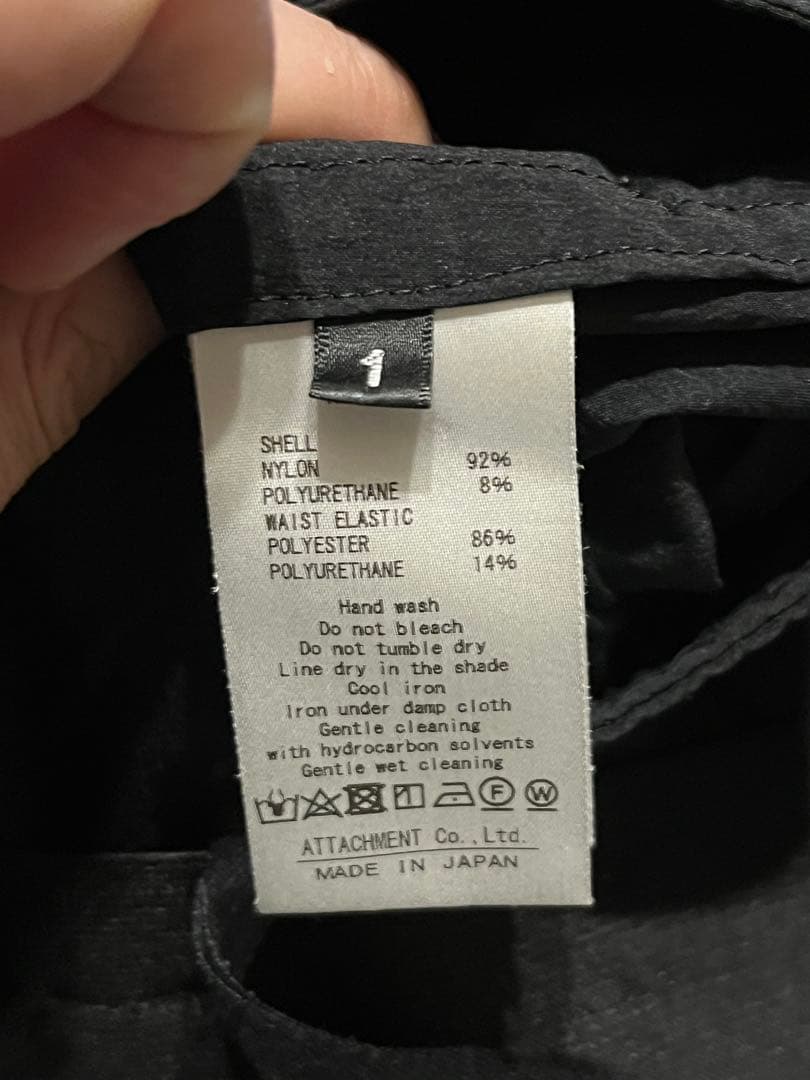 1
SHELL
NYLON 92%
POLYURETHANE 8%
WAIST ELASTIC
POLYESTER 86%
POLYURETHANE 14%
Hand wash
Do not bleach
Do not tumble dry
Line dry in the shade
Cool iron
Iron under damp cloth
Gentle cleaning
with hydrocarbon solvents
Gentle wet cleaning
F W
ATTACHMENT Co.,Ltd.
MADE IN JAPAN